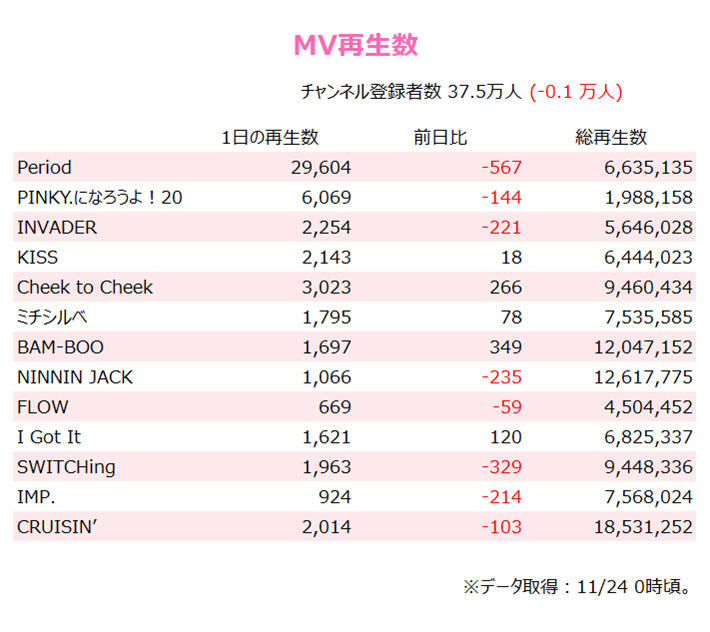 MV再生数
チャンネル登録者数 37.5万人 (-0.1 万人)
1日の再生数 前日比 総再生数
Period 29,604 -567 6,635,135
PINKY.になろうよ！20 6,069 -144 1,988,158
INVADER 2,254 -221 5,646,028
KISS 2,143 18 6,444,023
Cheek to Cheek 3,023 266 9,460,434
ミチシルベ 1,795 78 7,535,585
BAM-BOO 1,697 349 12,047,152
NINNIN JACK 1,066 -235 12,617,775
FLOW 669 -59 4,504,452
I Got It 1,621 120 6,825,337
SWITCHing 1,963 -329 9,448,336
IMP. 924 -214 7,568,024
CRUISIN’ 2,014 -103 18,531,252
※データ取得：11/24 0時頃。